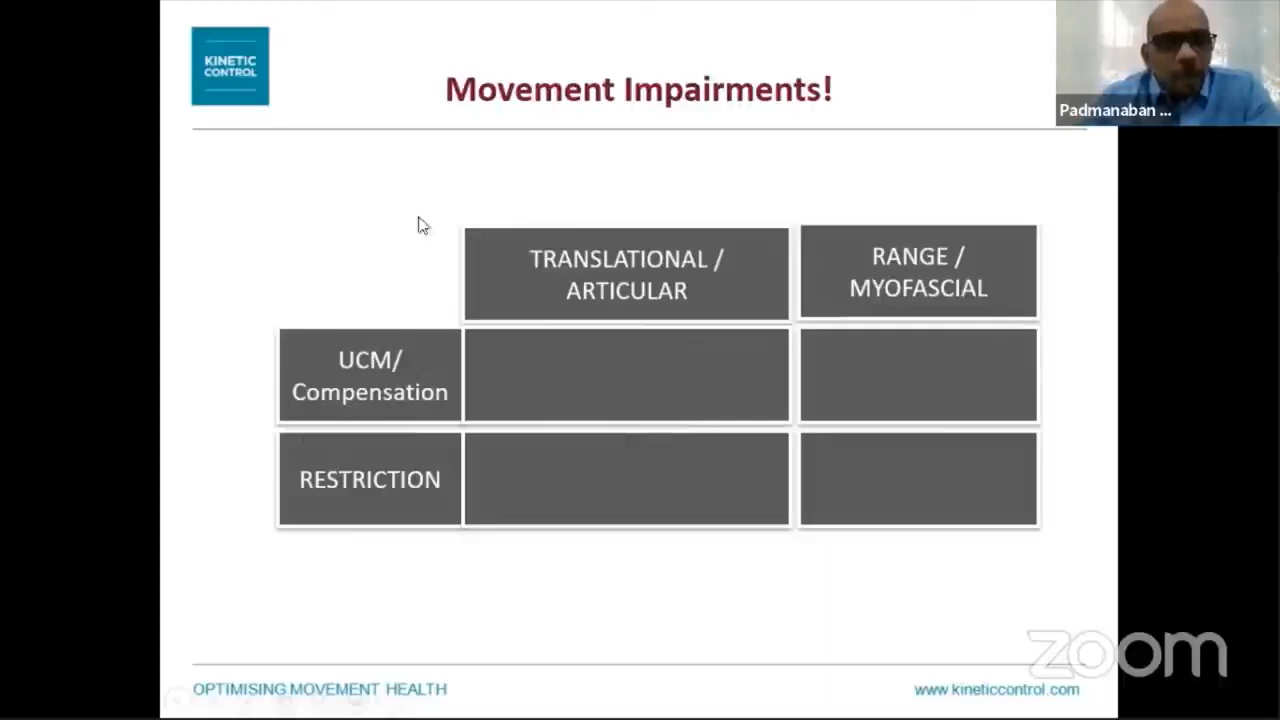 KINETIC
CONTROL
Movement Impairments!
Padmanaban ...
TRANSLATIONAL /
ARTICULAR
RANGE /
MYOFASCIAL
UCM/
Compensation
RESTRICTION
zoom
OPTIMISING MOVEMENT HEALTH
www.kineticcontrol.com